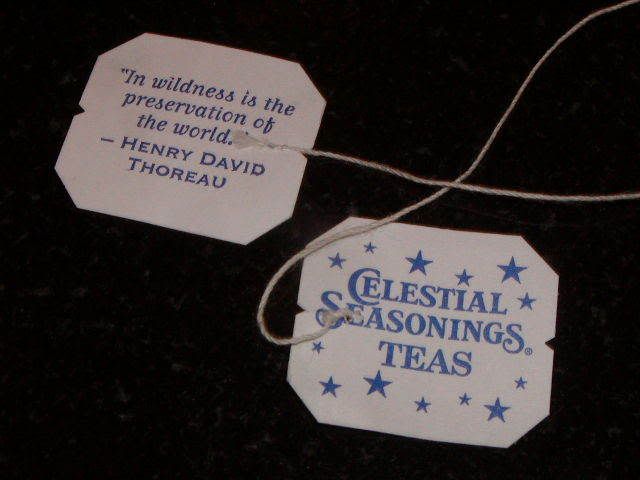 "In wildness is the
preservation of
the world.
— HENRY DAVID
THOREAU
CELESTIAL
SEASONINGS®
TEAS